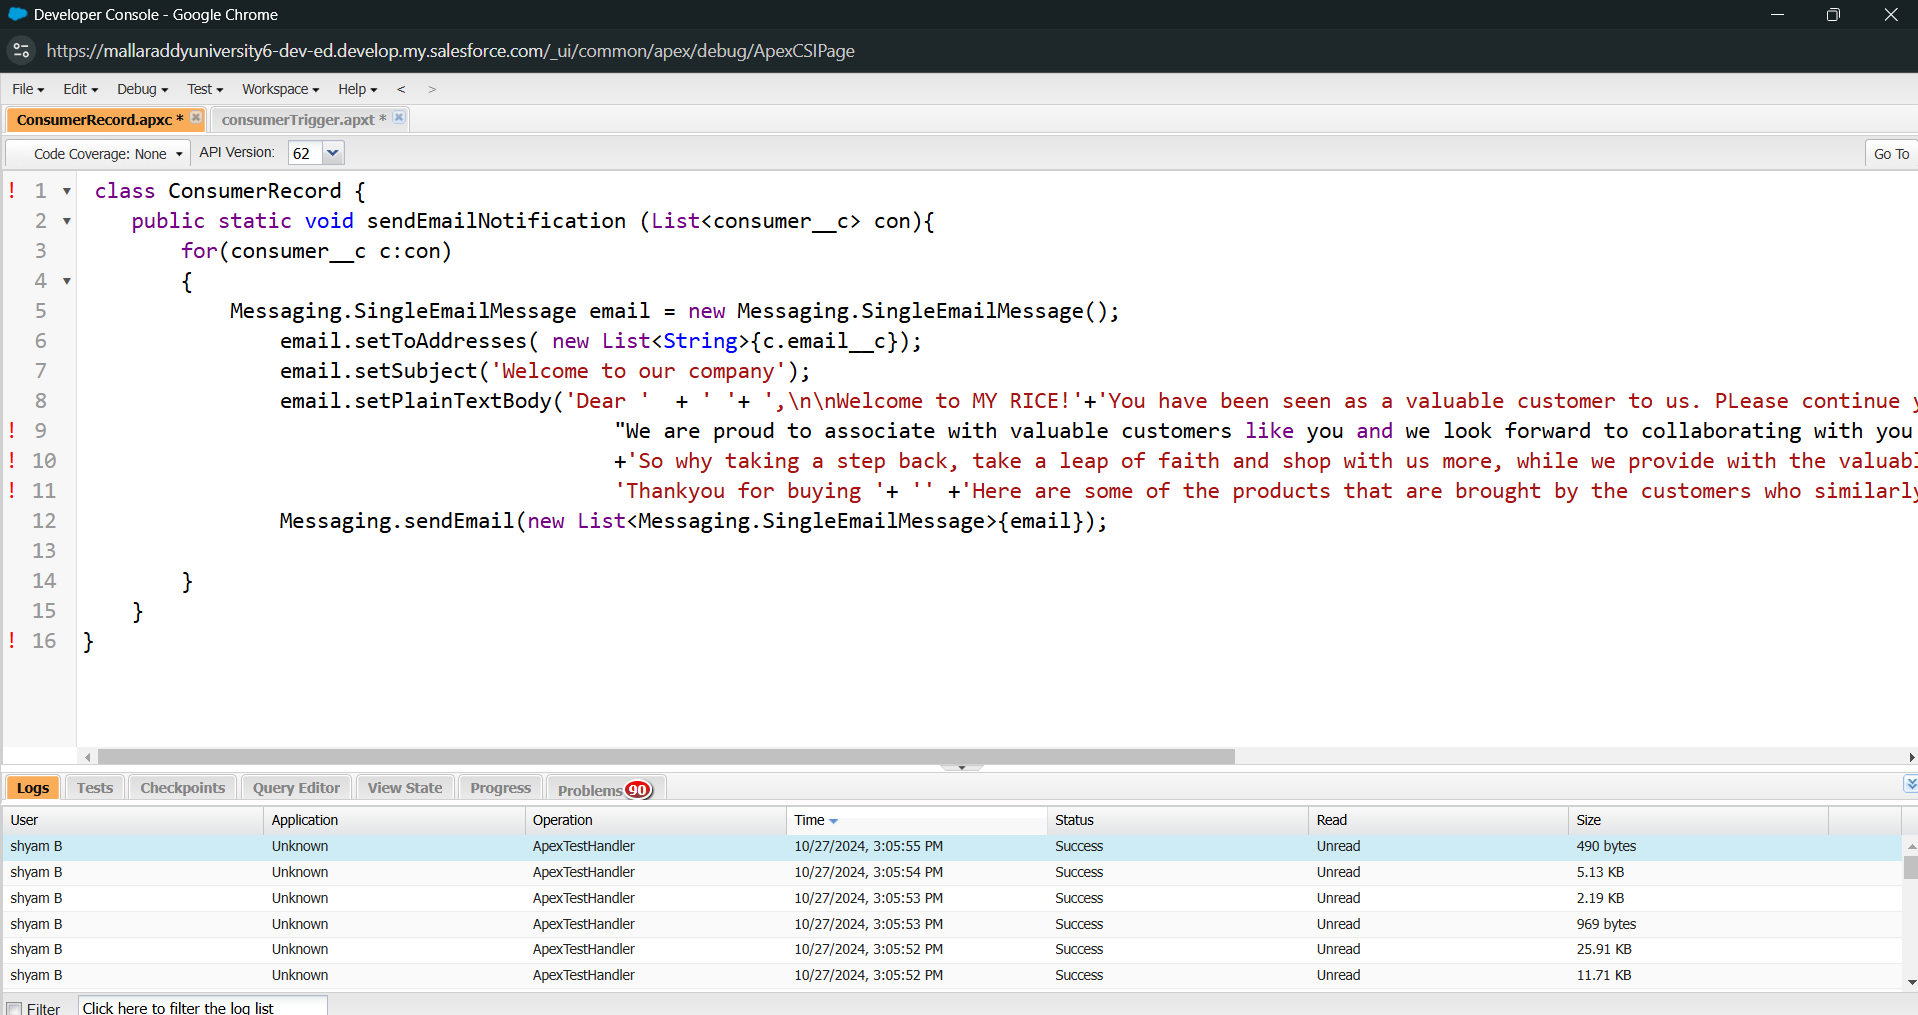 Developer Console - Google Chrome
https://mallaraddyuniversity6-dev-ed.develop.my.salesforce.com/_ui/common/apex/debug/ApexCSIPage
File Edit Debug Test Workspace Help < >
ConsumerRecord.apxc * consumerTrigger.apxt *
Code Coverage: None API Version: 62 Go To
! 1 class ConsumerRecord {
2 public static void sendEmailNotification (List<consumer__c> con){
3 for(consumer__c c:con)
4 {
5 Messaging.SingleEmailMessage email = new Messaging.SingleEmailMessage();
6 email.setToAddresses( new List<String>{c.email__c});
7 email.setSubject('Welcome to our company');
8 email.setPlainTextBody('Dear '  + ' '+ ',\n\nWelcome to MY RICE!'+'You have been seen as a valuable customer to us. PLease continue
! 9 "We are proud to associate with valuable customers like you and we look forward to collaborating with you
! 10 +'So why taking a step back, take a leap of faith and shop with us more, while we provide with the valuabl
! 11 'Thankyou for buying '+ '' +'Here are some of the products that are brought by the customers who similarly
12 Messaging.sendEmail(new List<Messaging.SingleEmailMessage>{email});
13
14 }
15 }
! 16 }
Logs Tests Checkpoints Query Editor View State Progress Problems 90
User Application Operation Time Status Read Size
shyam B Unknown ApexTestHandler 10/27/2024, 3:05:55 PM Success Unread 490 bytes
shyam B Unknown ApexTestHandler 10/27/2024, 3:05:54 PM Success Unread 5.13 KB
shyam B Unknown ApexTestHandler 10/27/2024, 3:05:53 PM Success Unread 2.19 KB
shyam B Unknown ApexTestHandler 10/27/2024, 3:05:53 PM Success Unread 969 bytes
shyam B Unknown ApexTestHandler 10/27/2024, 3:05:52 PM Success Unread 25.91 KB
shyam B Unknown ApexTestHandler 10/27/2024, 3:05:52 PM Success Unread 11.71 KB
Filter Click here to filter the log list